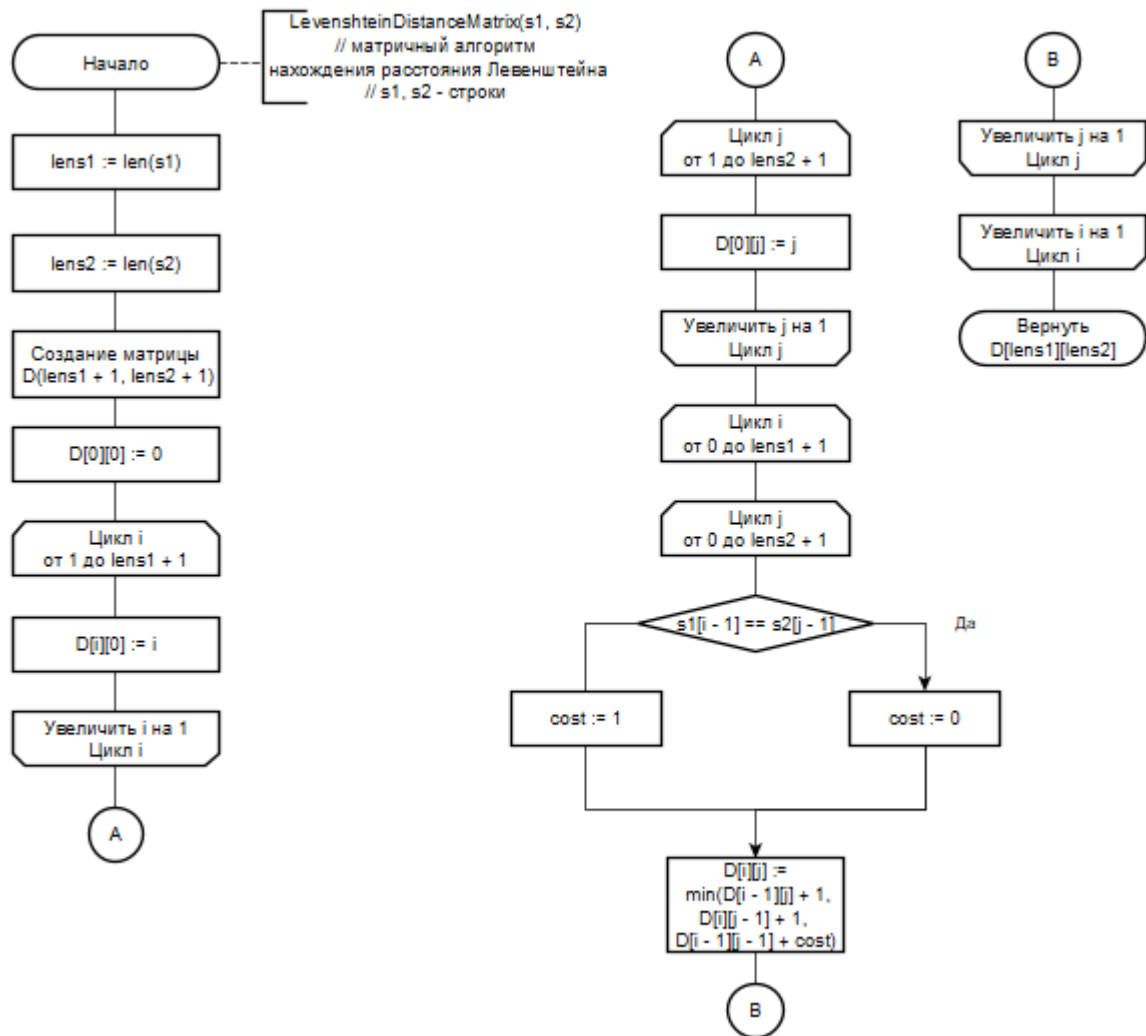 Начало
LevenshteinDistanceMatrix(s1, s2)
// матричный алгоритм
нахождения расстояния Левенштейна
// s1, s2 - строки
lens1 := len(s1)
lens2 := len(s2)
Создание матрицы
D(lens1 + 1, lens2 + 1)
D[0][0] := 0
Цикл i
от 1 до lens1 + 1
D[i][0] := i
Увеличить i на 1
Цикл i
A
A
Цикл j
от 1 до lens2 + 1
D[0][j] := j
Увеличить j на 1
Цикл j
Цикл i
от 0 до lens1 + 1
Цикл j
от 0 до lens2 + 1
s1[i - 1] == s2[j - 1]
Да
cost := 1
cost := 0
D[i][j] :=
min(D[i - 1][j] + 1,
D[i][j - 1] + 1,
D[i - 1][j - 1] + cost)
B
B
Увеличить j на 1
Цикл j
Увеличить i на 1
Цикл i
Вернуть
D[lens1][lens2]